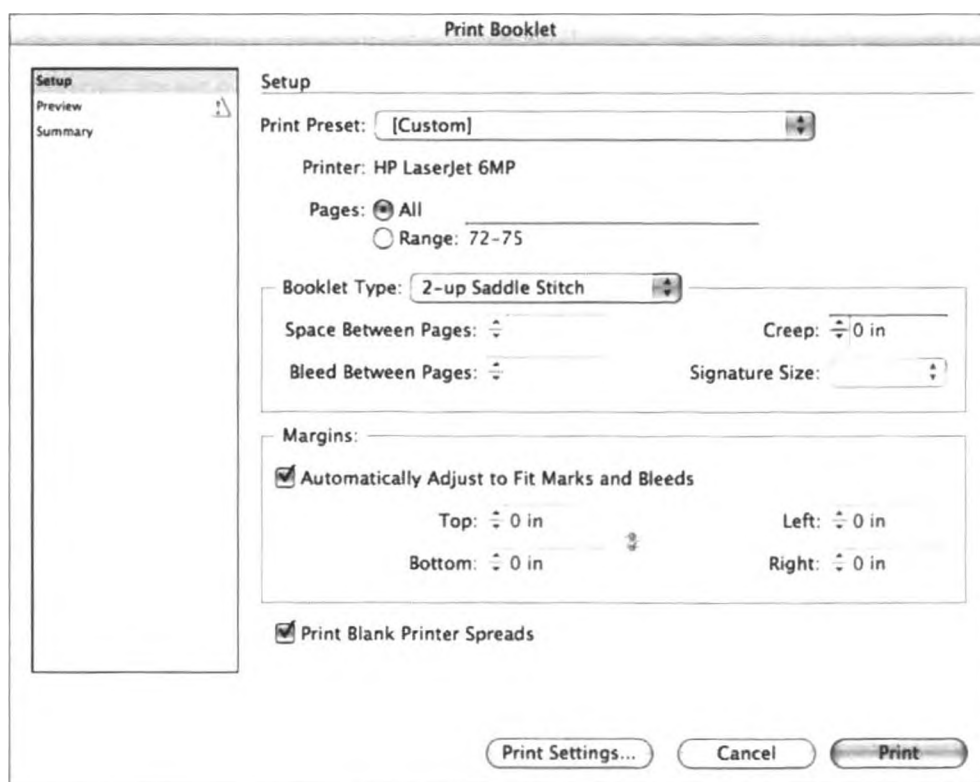 Print Booklet
Setup
Preview
Summary
Setup
Print Preset: [Custom]
Printer: HP LaserJet 6MP
Pages: All
Range: 72-75
Booklet Type: 2-up Saddle Stitch
Space Between Pages:
Creep: 0 in
Bleed Between Pages:
Signature Size:
Margins:
Automatically Adjust to Fit Marks and Bleeds
Top: 0 in
Left: 0 in
Bottom: 0 in
Right: 0 in
Print Blank Printer Spreads
Print Settings... Cancel Print